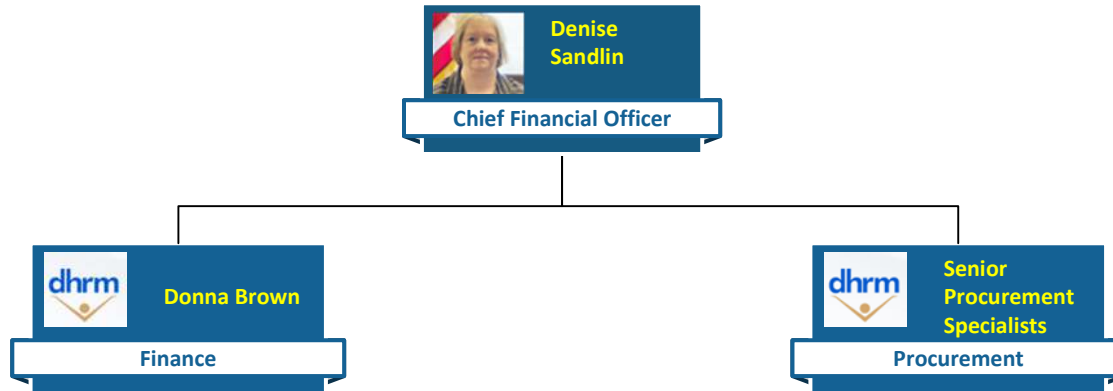 Denise
Sandlin
Chief Financial Officer
dhrm
Donna Brown
Finance
dhrm
Senior
Procurement
Specialists
Procurement